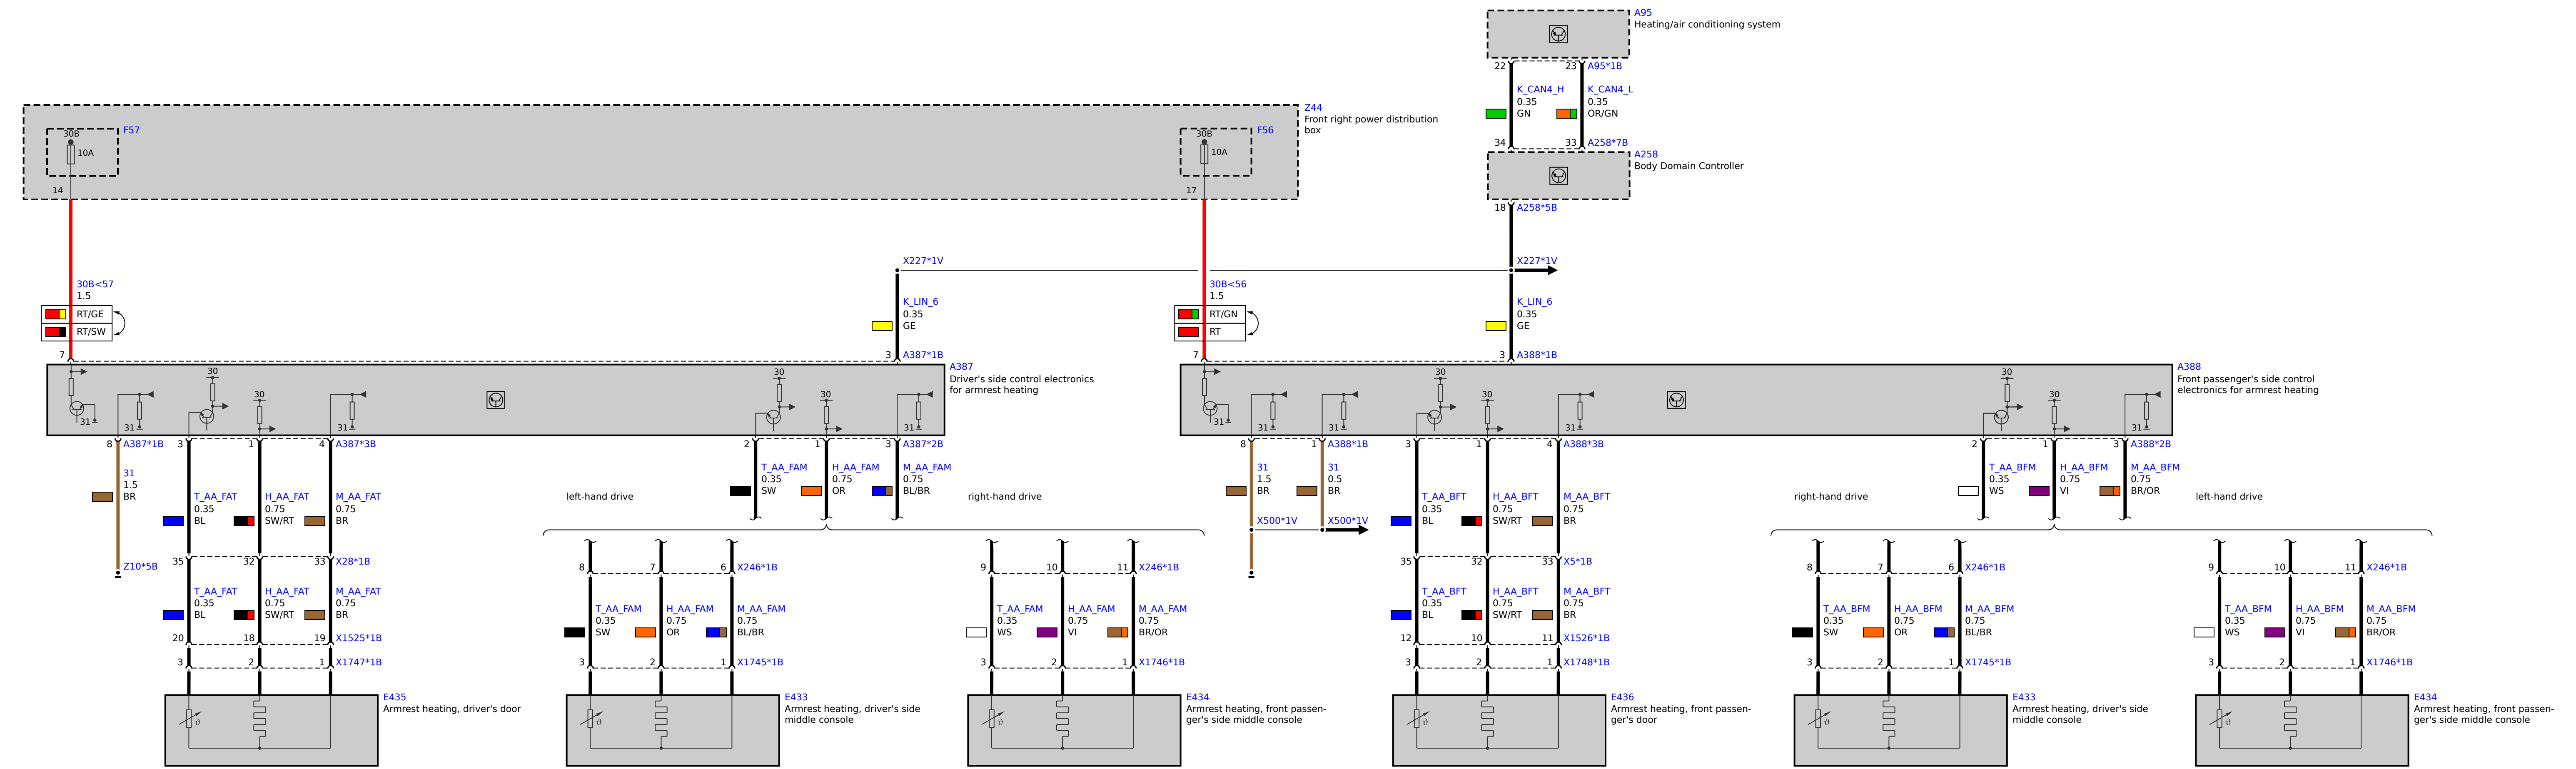 A95
Heating/air conditioning system
22
23
A95*1B
K_CAN4_H
0.35
GN
K_CAN4_L
0.35
OR/GN
34
33
A258*7B
A258
Body Domain Controller
18
A258*5B
Z44
Front right power distribution
box
30B
F57
10A
14
30B
F56
10A
17
X227*1V
X227*1V
30B<57
1.5
RT/GE
RT/SW
K_LIN_6
0.35
GE
30B<56
1.5
RT/GN
RT
K_LIN_6
0.35
GE
7
3
A387*1B
7
3
A388*1B
A387
Driver's side control electronics
for armrest heating
31
31
30
30
31
30
30
31
A388
Front passenger's side control
electronics for armrest heating
31
31
31
30
30
31
30
30
31
8
A387*1B
3
1
4
A387*3B
2
1
3
A387*2B
8
1
A388*1B
3
1
4
A388*3B
2
1
3
A388*2B
31
1.5
BR
T_AA_FAT
0.35
BL
H_AA_FAT
0.75
SW/RT
M_AA_FAT
0.75
BR
left-hand drive
T_AA_FAM
0.35
SW
H_AA_FAM
0.75
OR
M_AA_FAM
0.75
BL/BR
right-hand drive
31
1.5
BR
31
0.5
BR
X500*1V
X500*1V
T_AA_BFT
0.35
BL
H_AA_BFT
0.75
SW/RT
M_AA_BFT
0.75
BR
right-hand drive
T_AA_BFM
0.35
WS
H_AA_BFM
0.75
VI
M_AA_BFM
0.75
BR/OR
left-hand drive
Z10*5B
35
32
33
X28*1B
8
7
6
X246*1B
9
10
11
X246*1B
35
32
33
X5*1B
8
7
6
X246*1B
9
10
11
X246*1B
T_AA_FAT
0.35
BL
H_AA_FAT
0.75
SW/RT
M_AA_FAT
0.75
BR
T_AA_FAM
0.35
SW
H_AA_FAM
0.75
OR
M_AA_FAM
0.75
BL/BR
T_AA_FAM
0.35
WS
H_AA_FAM
0.75
VI
M_AA_FAM
0.75
BR/OR
T_AA_BFT
0.35
BL
H_AA_BFT
0.75
SW/RT
M_AA_BFT
0.75
BR
T_AA_BFM
0.35
SW
H_AA_BFM
0.75
OR
M_AA_BFM
0.75
BL/BR
T_AA_BFM
0.35
WS
H_AA_BFM
0.75
VI
M_AA_BFM
0.75
BR/OR
20
18
19
X1525*1B
12
10
11
X1526*1B
3
2
1
X1747*1B
3
2
1
X1745*1B
3
2
1
X1746*1B
3
2
1
X1748*1B
3
2
1
X1745*1B
3
2
1
X1746*1B
E435
Armrest heating, driver's door
ϑ
E433
Armrest heating, driver's side
middle console
ϑ
E434
Armrest heating, front passen-
ger's side middle console
ϑ
E436
Armrest heating, front passen-
ger's door
ϑ
E433
Armrest heating, driver's side
middle console
ϑ
E434
Armrest heating, front passen-
ger's side middle console
ϑ